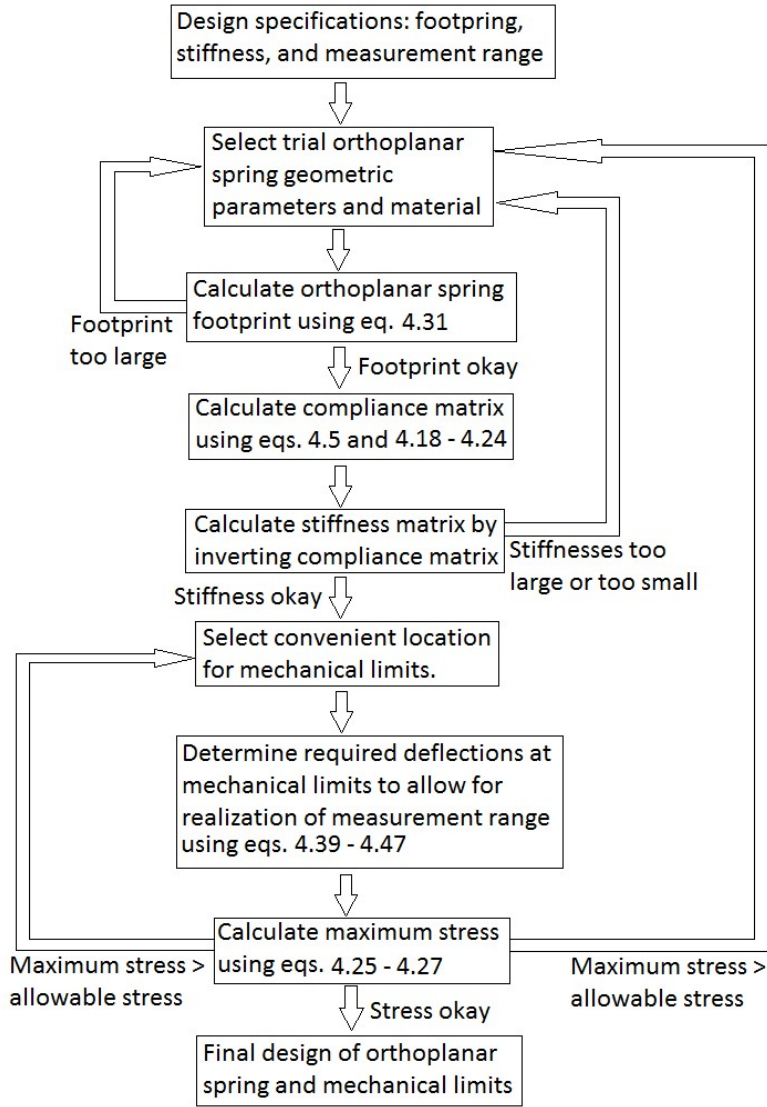 Design specifications: footpring,
stiffness, and measurement range
Select trial orthoplanar
spring geometric
parameters and material
Calculate orthoplanar spring
footprint using eq. 4.31
Footprint
too large
Footprint okay
Calculate compliance matrix
using eqs. 4.5 and 4.18 - 4.24
Calculate stiffness matrix by
inverting compliance matrix
Stiffnesses too
large or too small
Stiffness okay
Select convenient location
for mechanical limits.
Determine required deflections at
mechanical limits to allow for
realization of measurement range
using eqs. 4.39 - 4.47
Calculate maximum stress
using eqs. 4.25 - 4.27
Maximum stress >
allowable stress
Maximum stress >
allowable stress
Stress okay
Final design of orthoplanar
spring and mechanical limits